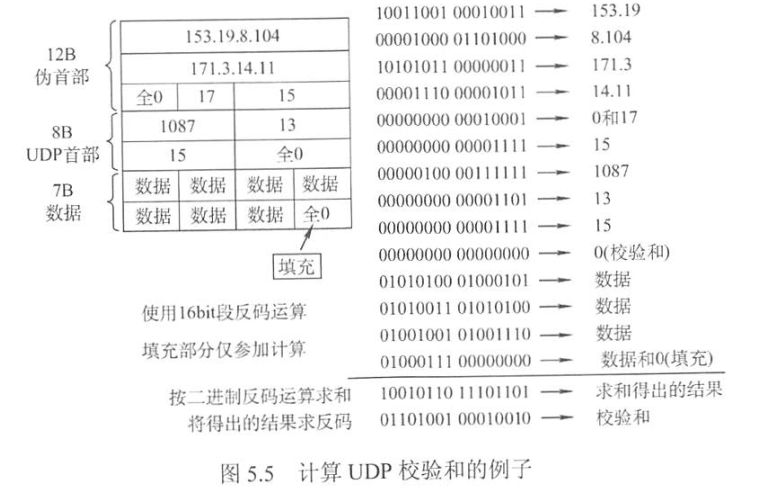 12B
伪首部
153.19.8.104
171.3.14.11
全0 17 15
8B
UDP首部
1087 13
15 全0
7B
数据
数据 数据 数据 数据
数据 数据 数据 全0
填充
10011001 00010011 → 153.19
00001000 01101000 → 8.104
10101011 00000011 → 171.3
00001110 00001011 → 14.11
00000000 00010001 → 0和17
00000000 00001111 → 15
00000100 00111111 → 1087
00000000 00001101 → 13
00000000 00001111 → 15
00000000 00000000 → 0(校验和)
01010100 01000101 → 数据
01010011 01010100 → 数据
01001001 01001110 → 数据
01000111 00000000 → 数据和0(填充)
使用16bit段反码运算
填充部分仅参加计算
按二进制反码运算求和 10010110 11101101 → 求和得出的结果
将得出的结果求反码 01101001 00010010 → 校验和
图 5.5 计算 UDP 校验和的例子